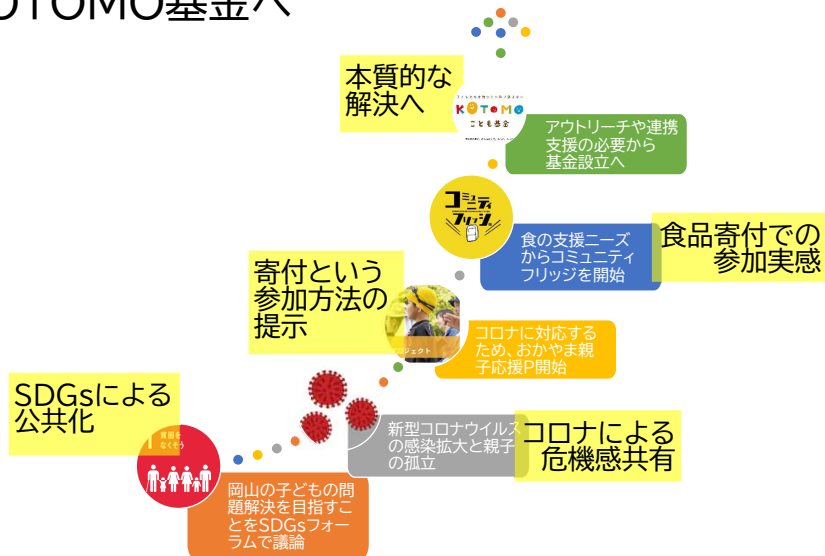 OTOMO基金へ
本質的な
解決へ
KOTOMO
こども基金
アウトリーチや連携
支援の必要から
基金設立へ
コミュニティ
フリッジ
食の支援ニーズ
からコミュニティ
フリッジを開始
食品寄付での
参加実感
寄付という
参加方法の
提示
コロナに対応する
ため、おかやま親
子応援P開始
SDGsによる
公共化
1 貧困を
なくそう
新型コロナウイルス
の感染拡大と親子
の孤立
コロナによる
危機感共有
岡山の子どもの問
題解決を目指すこ
とをSDGsフォー
ラムで議論